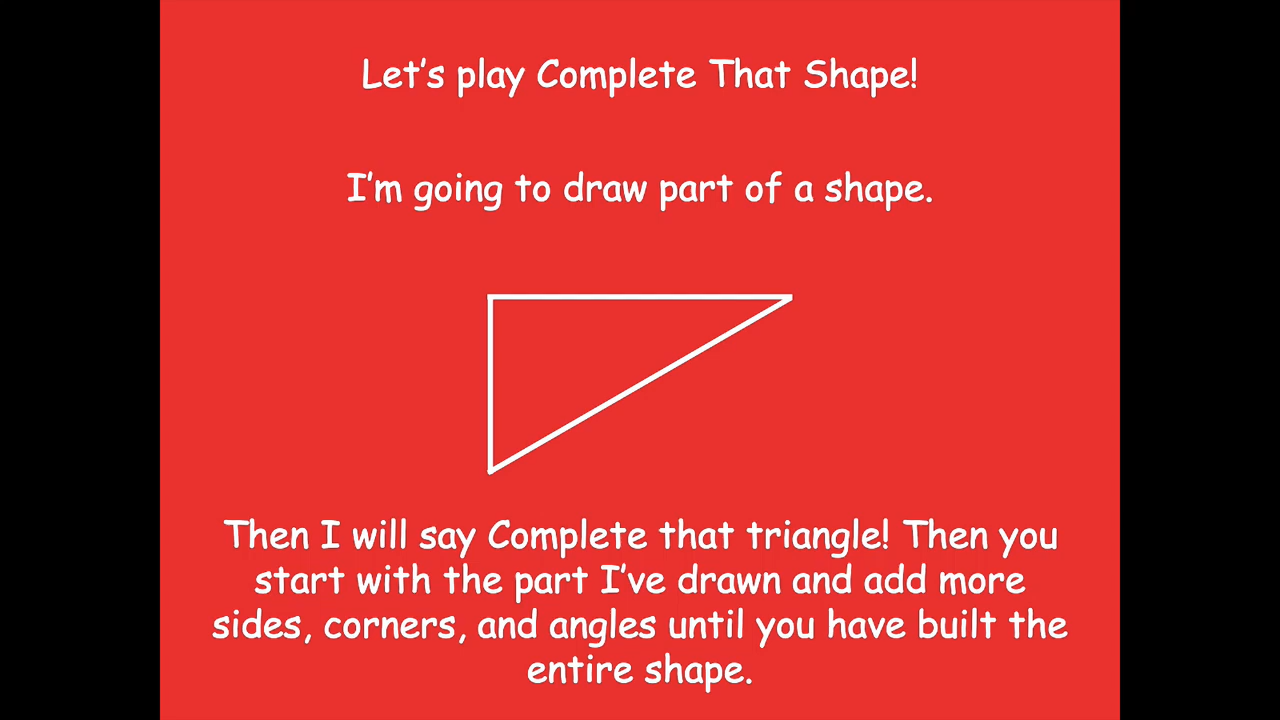 Let's play Complete That Shape!
I'm going to draw part of a shape.
Then I will say Complete that triangle! Then you
start with the part I've drawn and add more
sides, corners, and angles until you have built the
entire shape.